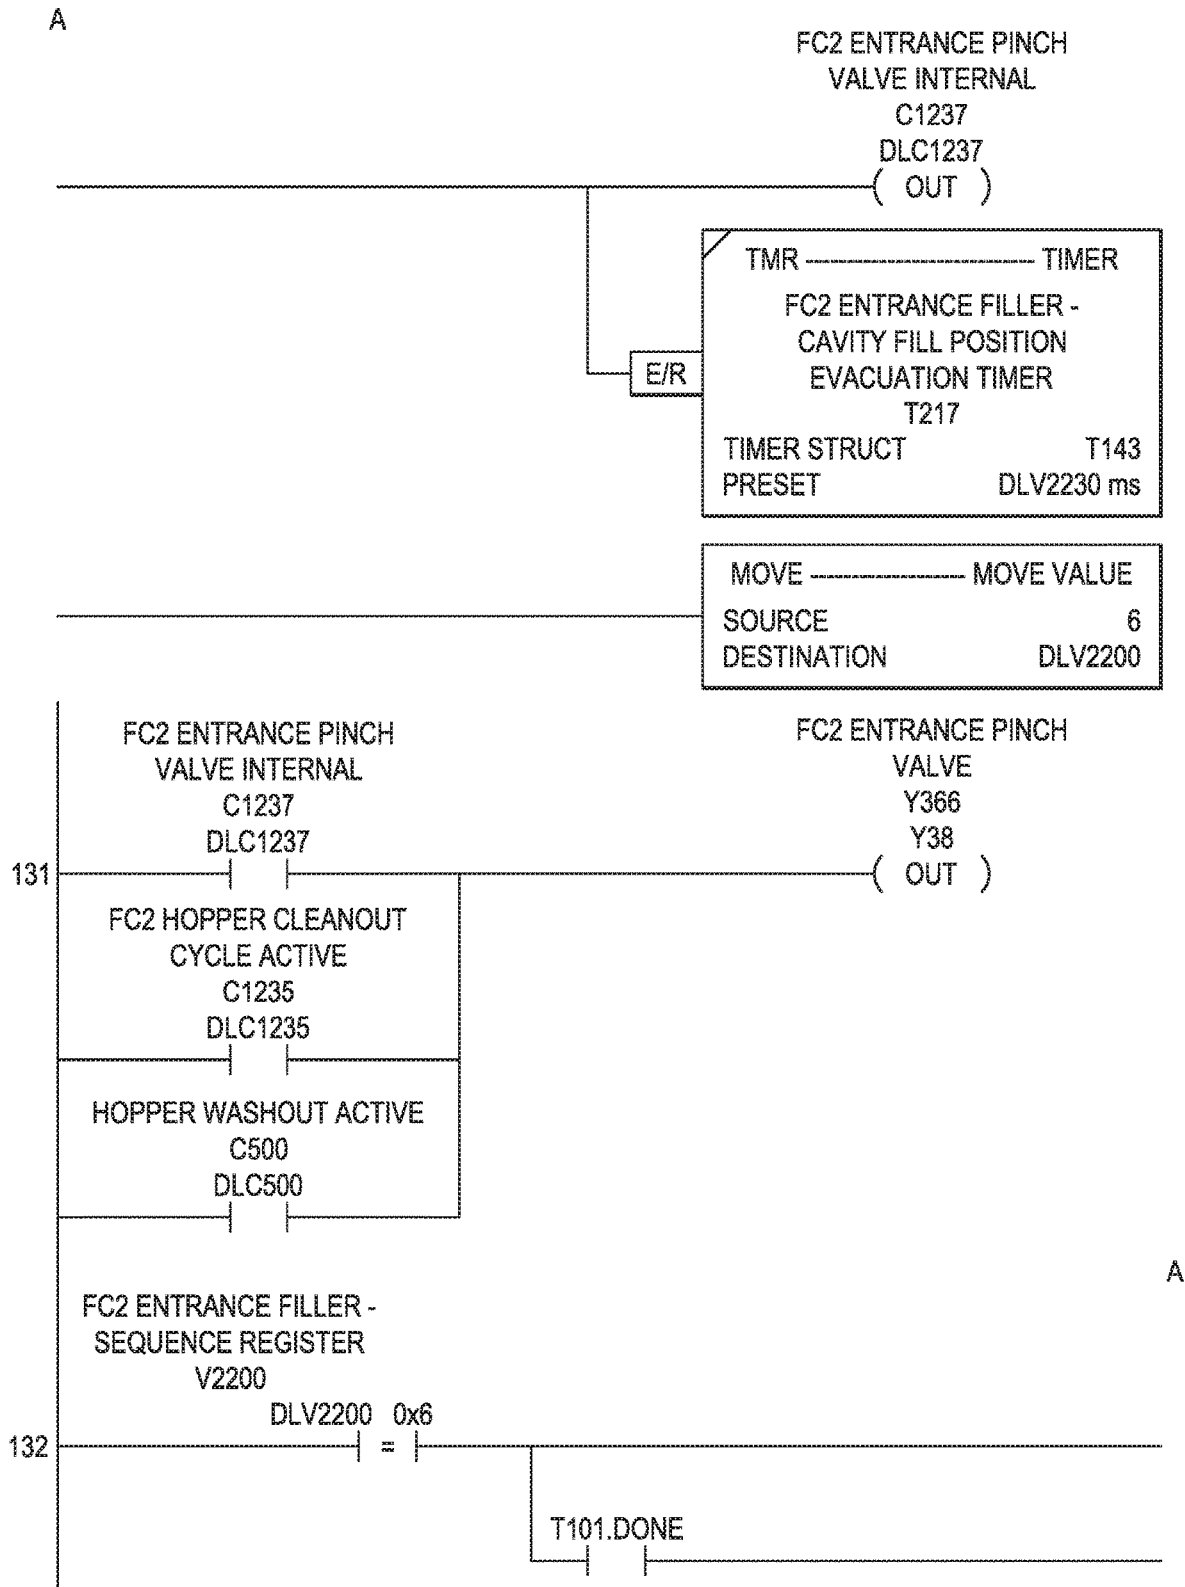 A
FC2 ENTRANCE PINCH
VALVE INTERNAL
C1237
DLC1237
( OUT )
TMR ---------------------- TIMER
FC2 ENTRANCE FILLER -
CAVITY FILL POSITION
EVACUATION TIMER
T217
E/R
TIMER STRUCT T143
PRESET DLV2230 ms
MOVE --------------- MOVE VALUE
SOURCE 6
DESTINATION DLV2200
FC2 ENTRANCE PINCH
VALVE INTERNAL
C1237
DLC1237
FC2 ENTRANCE PINCH
VALVE
Y366
Y38
131
( OUT )
FC2 HOPPER CLEANOUT
CYCLE ACTIVE
C1235
DLC1235
HOPPER WASHOUT ACTIVE
C500
DLC500
A
FC2 ENTRANCE FILLER -
SEQUENCE REGISTER
V2200
DLV2200 0x6
132
=
T101.DONE